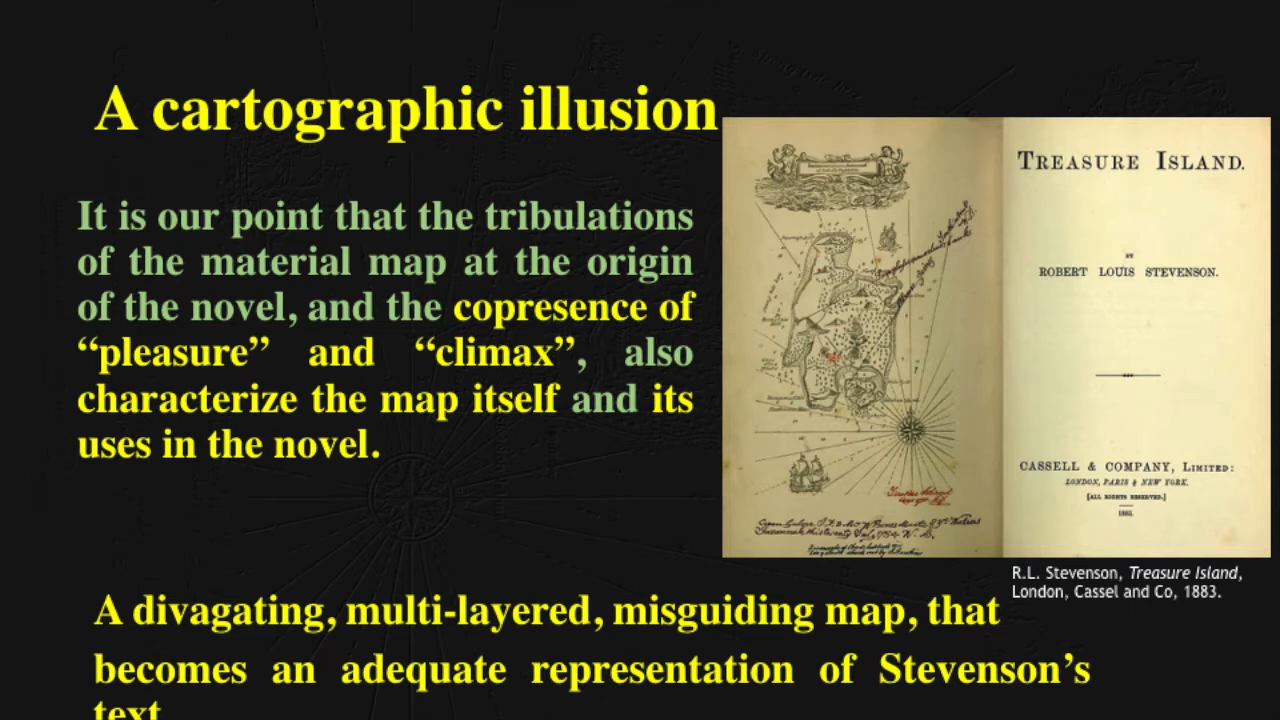 A cartographic illusion
It is our point that the tribulations
of the material map at the origin
of the novel, and the copresence of
“pleasure” and “climax”, also
characterize the map itself and its
uses in the novel.
TREASURE ISLAND.
BY
ROBERT LOUIS STEVENSON.
CASSELL & COMPANY, LIMITED:
LONDON, PARIS & NEW YORK.
[ALL RIGHTS RESERVED.]
1883.
R.L. Stevenson, Treasure Island,
London, Cassel and Co, 1883.
A divagating, multi-layered, misguiding map, that
becomes an adequate representation of Stevenson’s
text